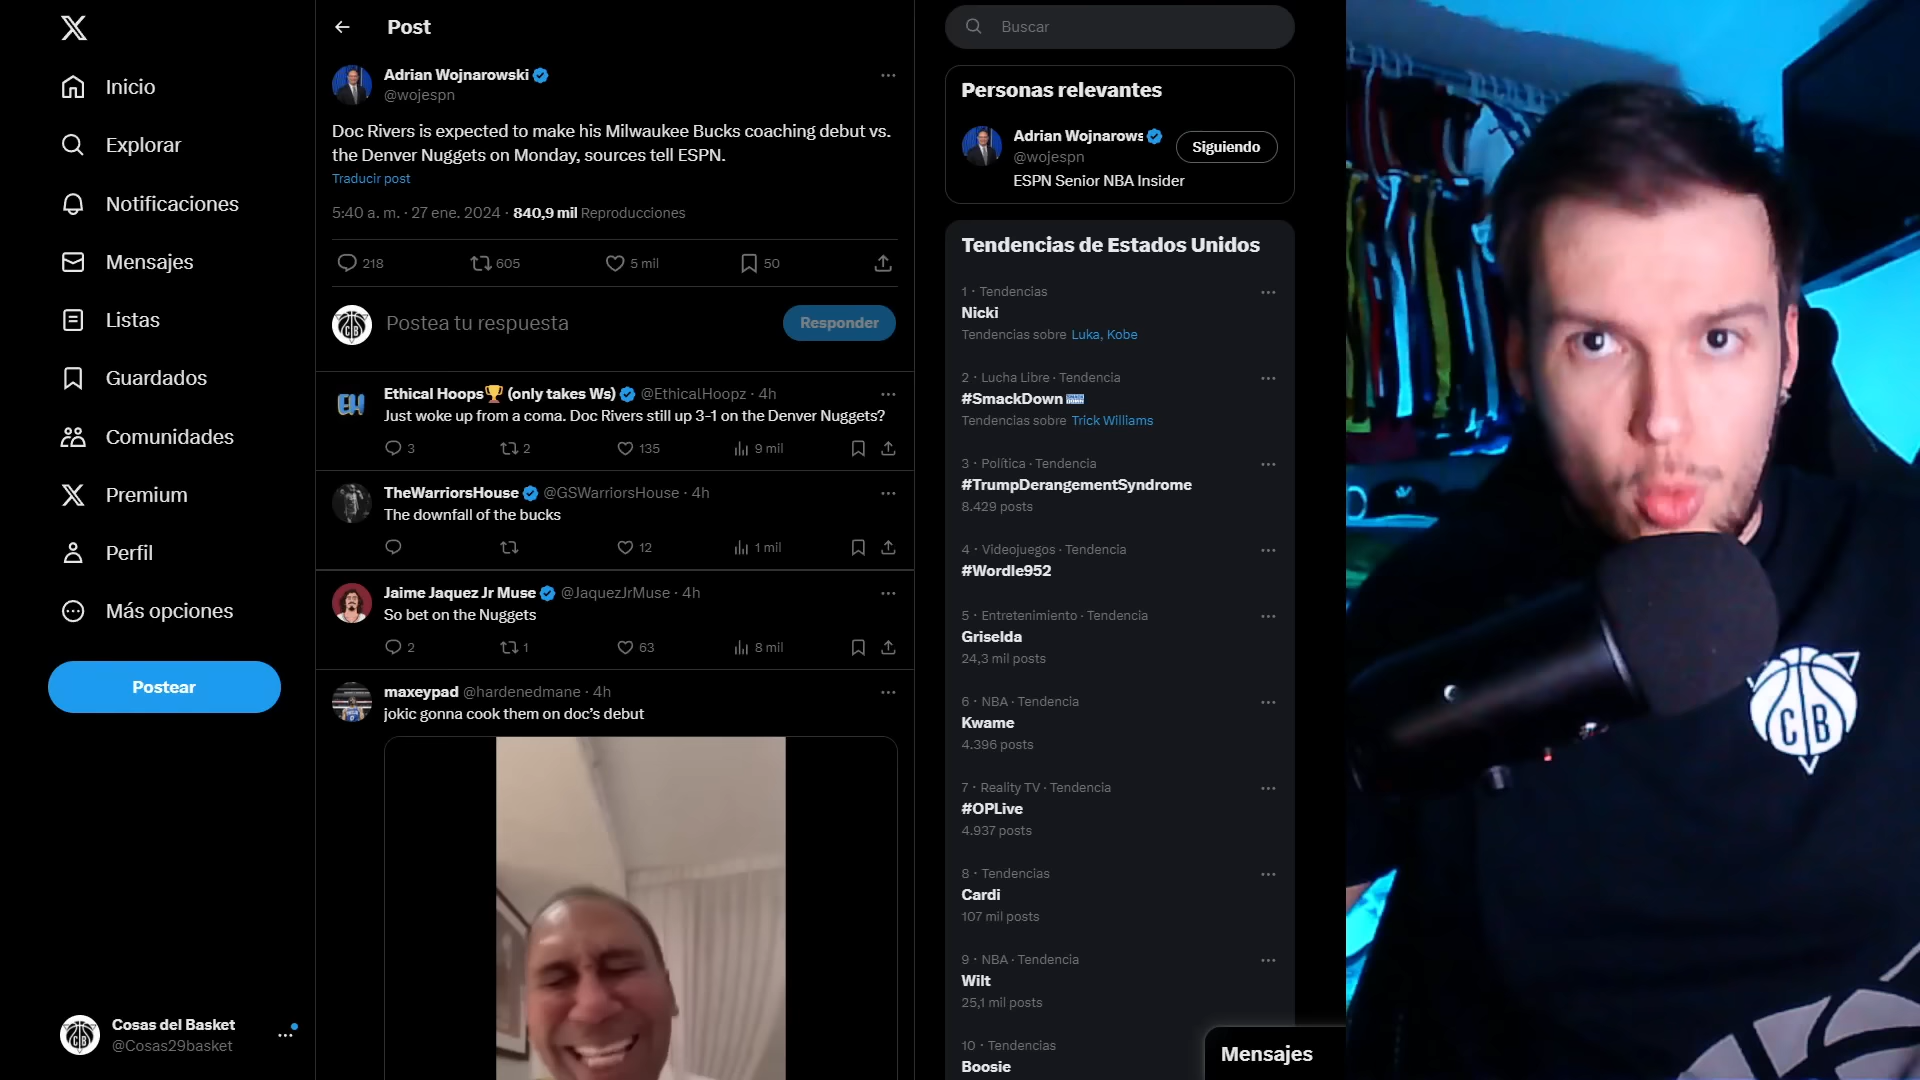 Inicio
Explorar
Notificaciones
Mensajes
Listas
Guardados
Comunidades
Premium
Perfil
Más opciones
Postear
Cosas del Basket
@Cosas29basket
Post
Adrian Wojnarowski
@wojespn
Doc Rivers is expected to make his Milwaukee Bucks coaching debut vs.
the Denver Nuggets on Monday, sources tell ESPN.
Traducir post
5:40 a. m. · 27 ene. 2024 · 840,9 mil Reproducciones
218 605 5 mil 50
Postea tu respuesta
Responder
Ethical Hoops🏆 (only takes Ws) @EthicalHoopz · 4h
Just woke up from a coma. Doc Rivers still up 3-1 on the Denver Nuggets?
3 2 135 9 mil
TheWarriorsHouse @GSWarriorsHouse · 4h
The downfall of the bucks
12 1 mil
Jaime Jaquez Jr Muse @JaquezJrMuse · 4h
So bet on the Nuggets
2 1 63 8 mil
maxeypad @hardenedmane · 4h
jokic gonna cook them on doc's debut
Buscar
Personas relevantes
Adrian Wojnarows
@wojespn
Siguiendo
ESPN Senior NBA Insider
Tendencias de Estados Unidos
1 · Tendencias
Nicki
Tendencias sobre Luka, Kobe
2 · Lucha Libre · Tendencia
#SmackDown
Tendencias sobre Trick Williams
3 · Política · Tendencia
#TrumpDerangementSyndrome
8.429 posts
4 · Videojuegos · Tendencia
#Wordle952
5 · Entretenimiento · Tendencia
Griselda
24,3 mil posts
6 · NBA · Tendencia
Kwame
4.396 posts
7 · Reality TV · Tendencia
#OPLive
4.937 posts
8 · Tendencias
Cardi
107 mil posts
9 · NBA · Tendencia
Wilt
25,1 mil posts
10 · Tendencias
Boosie
Mensajes
EH
CB